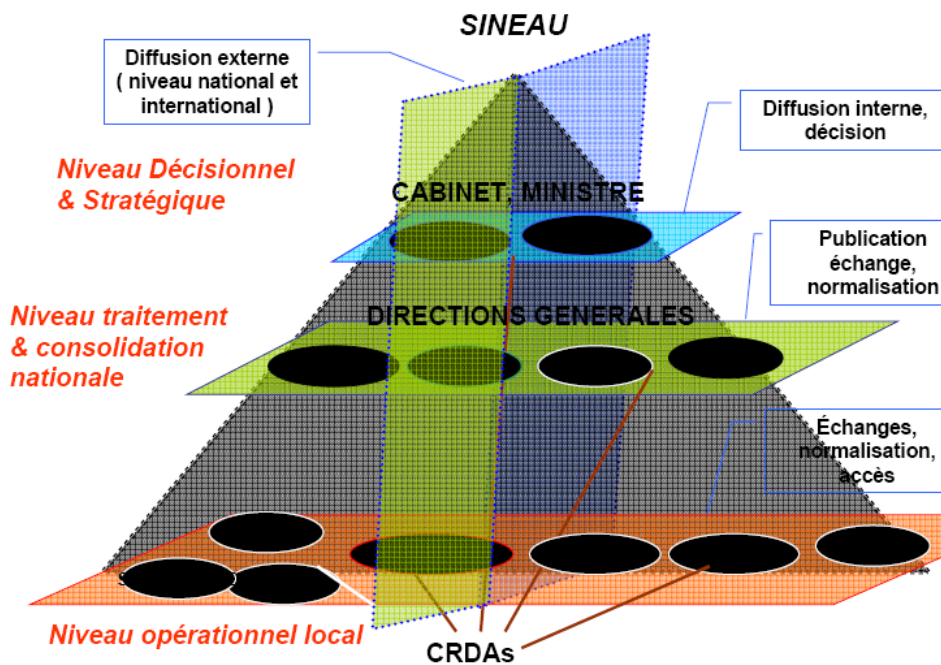 SINEAU
Diffusion externe
( niveau national et
international )
Diffusion interne,
décision
Niveau Décisionnel
& Stratégique
CABINET, MINISTRE
Publication
échange,
normalisation
Niveau traitement
& consolidation
nationale
DIRECTIONS GENERALES
Échanges,
normalisation,
accès
Niveau opérationnel local
CRDAs